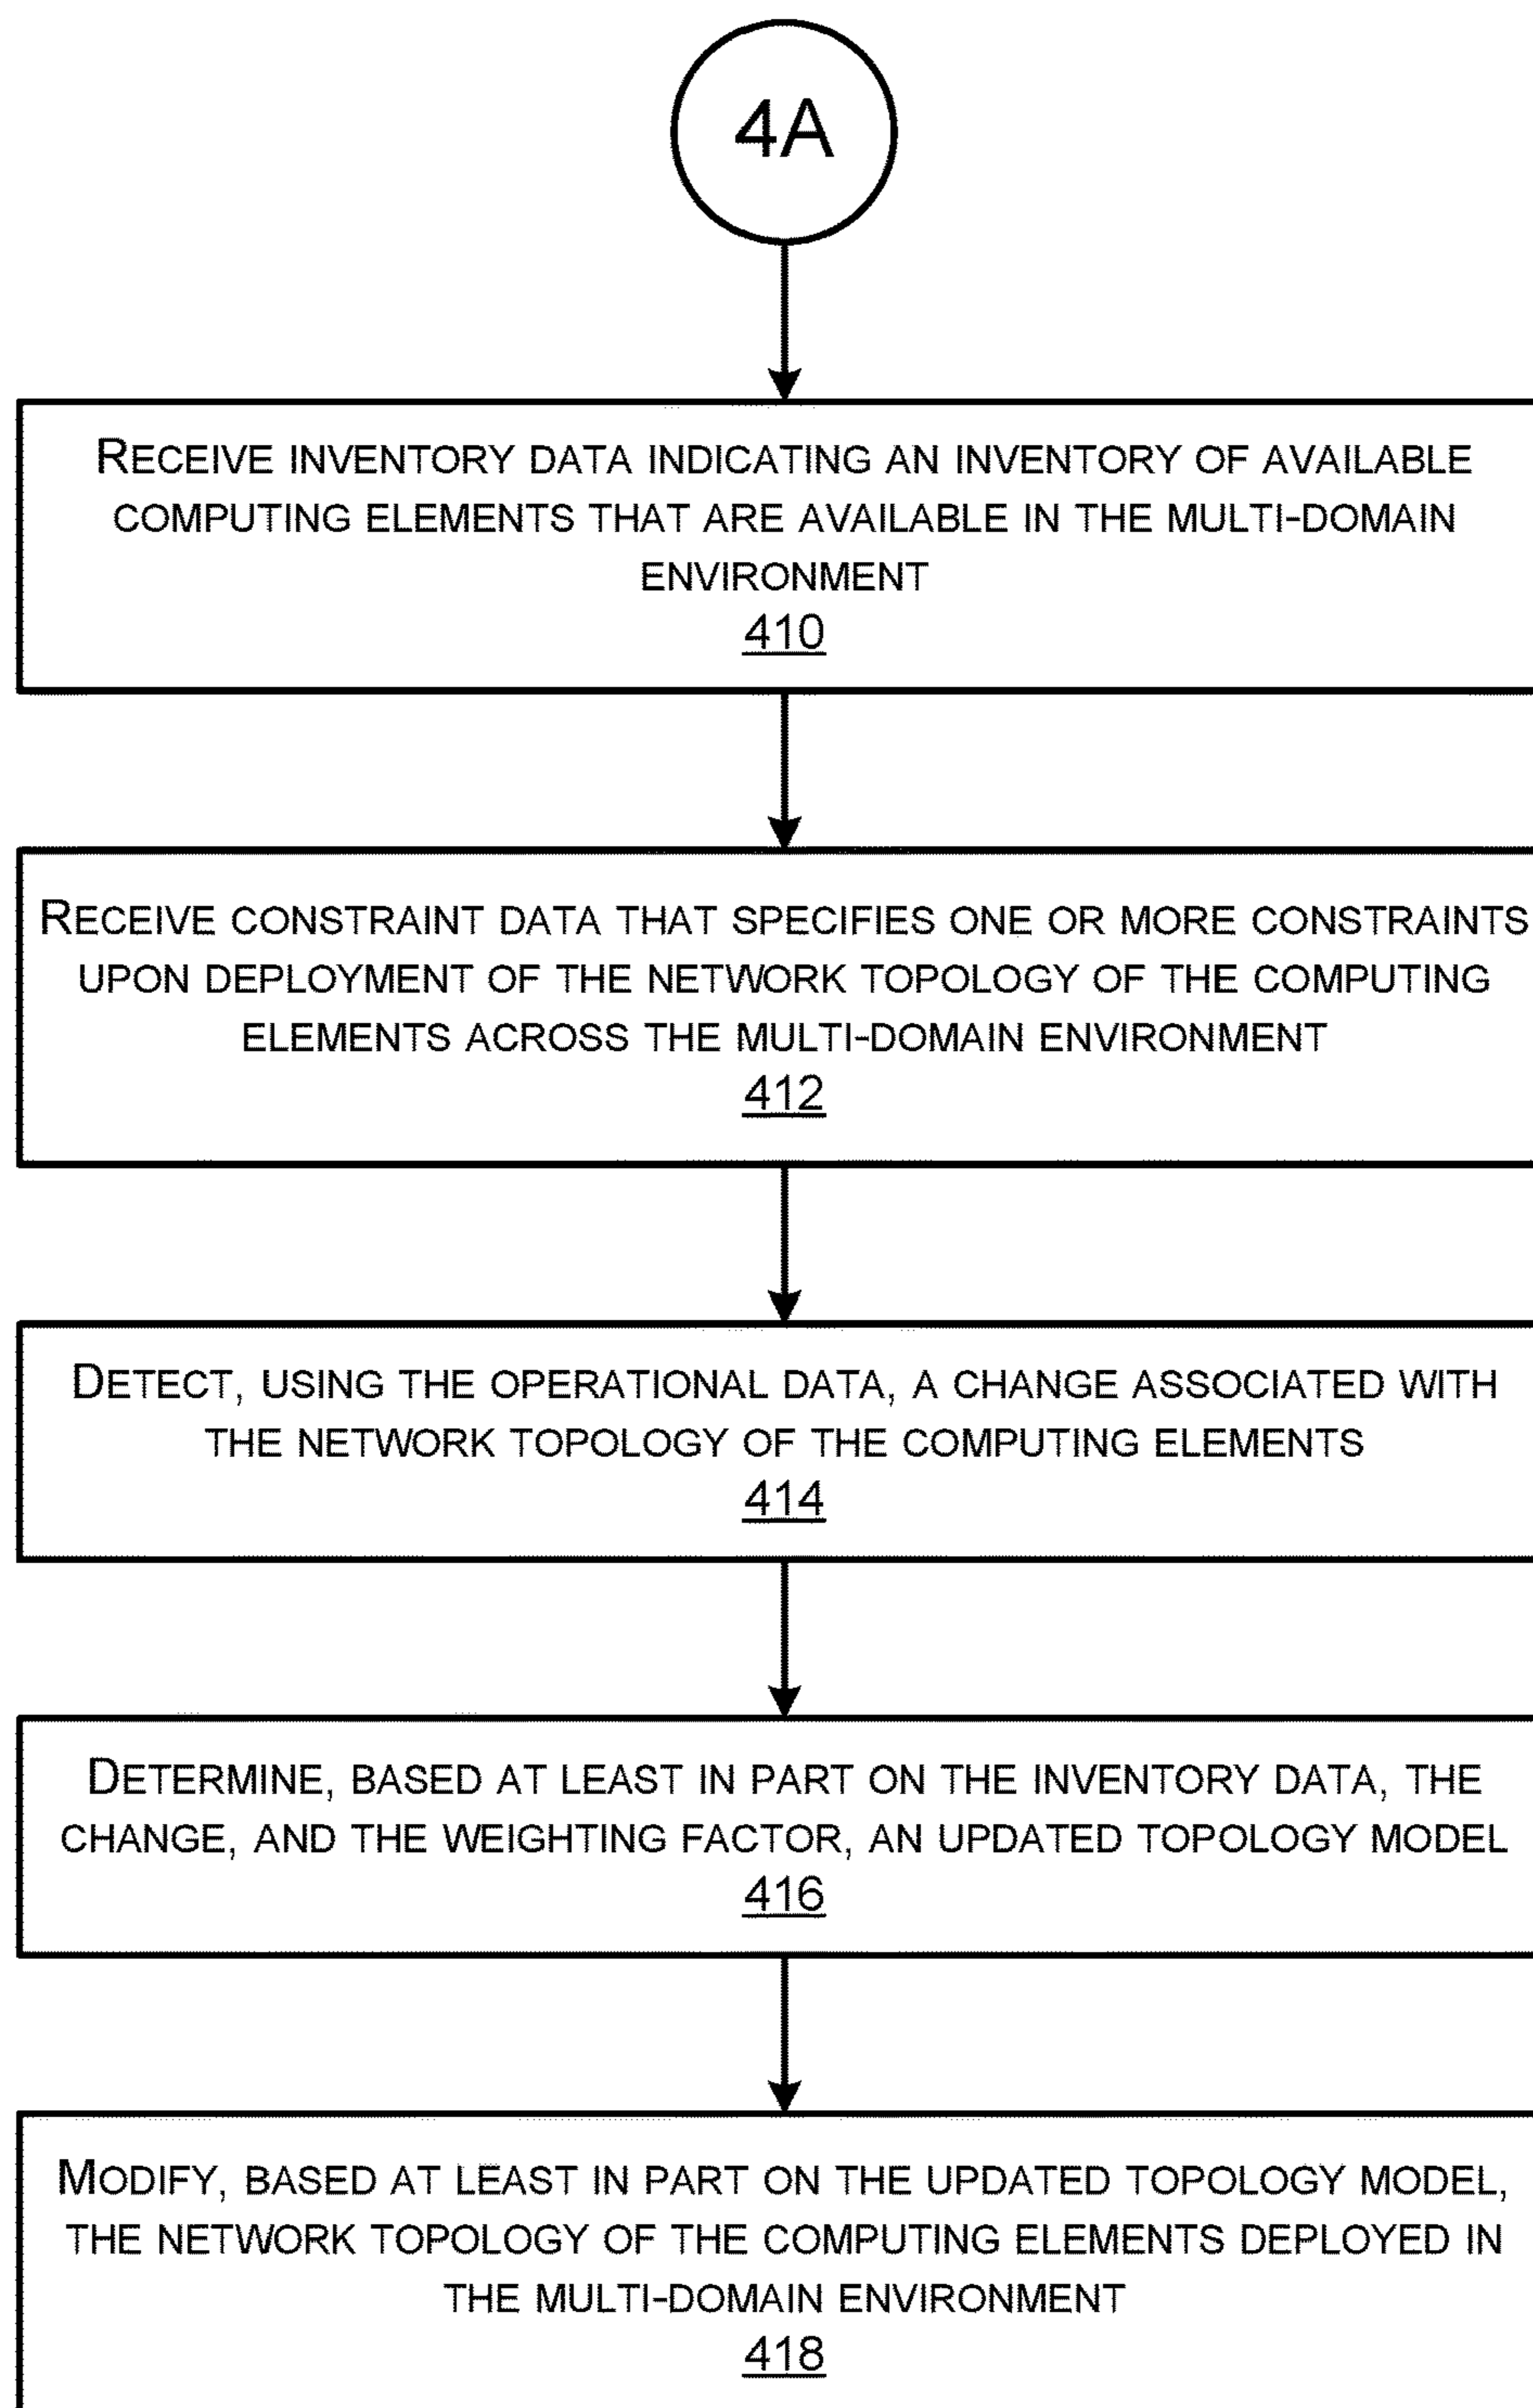 4A
RECEIVE INVENTORY DATA INDICATING AN INVENTORY OF AVAILABLE
COMPUTING ELEMENTS THAT ARE AVAILABLE IN THE MULTI-DOMAIN
ENVIRONMENT
410
RECEIVE CONSTRAINT DATA THAT SPECIFIES ONE OR MORE CONSTRAINTS
UPON DEPLOYMENT OF THE NETWORK TOPOLOGY OF THE COMPUTING
ELEMENTS ACROSS THE MULTI-DOMAIN ENVIRONMENT
412
DETECT, USING THE OPERATIONAL DATA, A CHANGE ASSOCIATED WITH
THE NETWORK TOPOLOGY OF THE COMPUTING ELEMENTS
414
DETERMINE, BASED AT LEAST IN PART ON THE INVENTORY DATA, THE
CHANGE, AND THE WEIGHTING FACTOR, AN UPDATED TOPOLOGY MODEL
416
MODIFY, BASED AT LEAST IN PART ON THE UPDATED TOPOLOGY MODEL,
THE NETWORK TOPOLOGY OF THE COMPUTING ELEMENTS DEPLOYED IN
THE MULTI-DOMAIN ENVIRONMENT
418